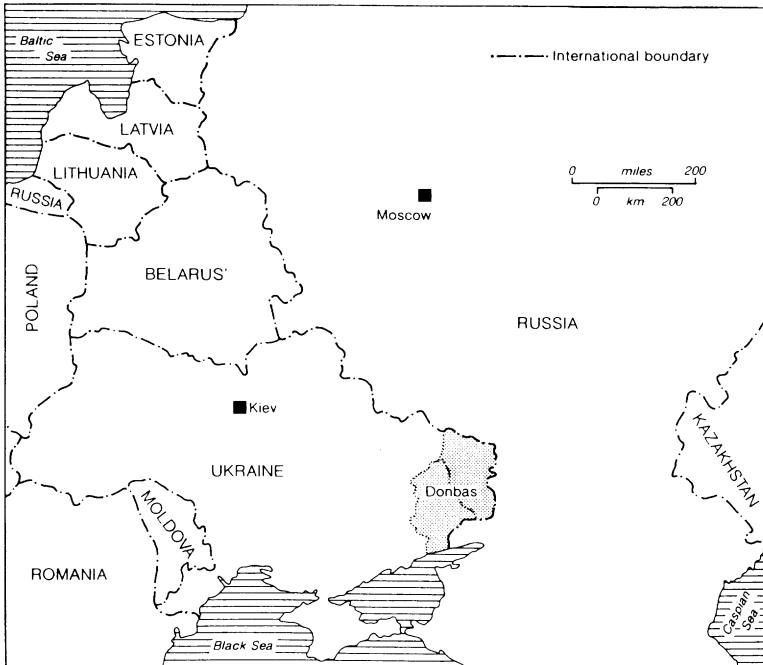 Baltic
Sea
ESTONIA
International boundary
LATVIA
0 miles 200
0 km 200
LITHUANIA
RUSSIA
Moscow
BELARUS'
POLAND
RUSSIA
Kiev
KAZAKHSTAN
UKRAINE
Donbas
MOLDOVA
ROMANIA
Caspian
Sea
Black Sea